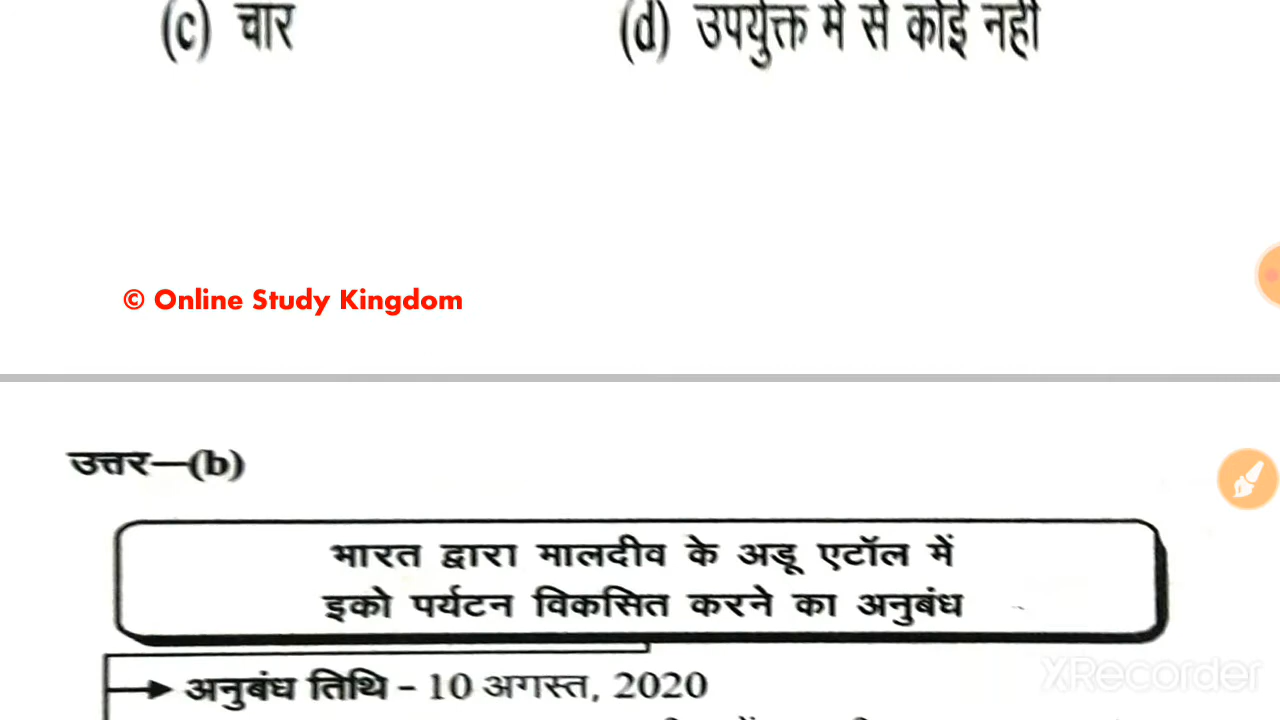 (c) चार (d) उपर्युक्त में से कोई नहीं
© Online Study Kingdom
उत्तर—(b)
भारत द्वारा मालदीव के अडू एटॉल में
इको पर्यटन विकसित करने का अनुबंध
अनुबंध तिथि - 10 अगस्त, 2020
XRecorder